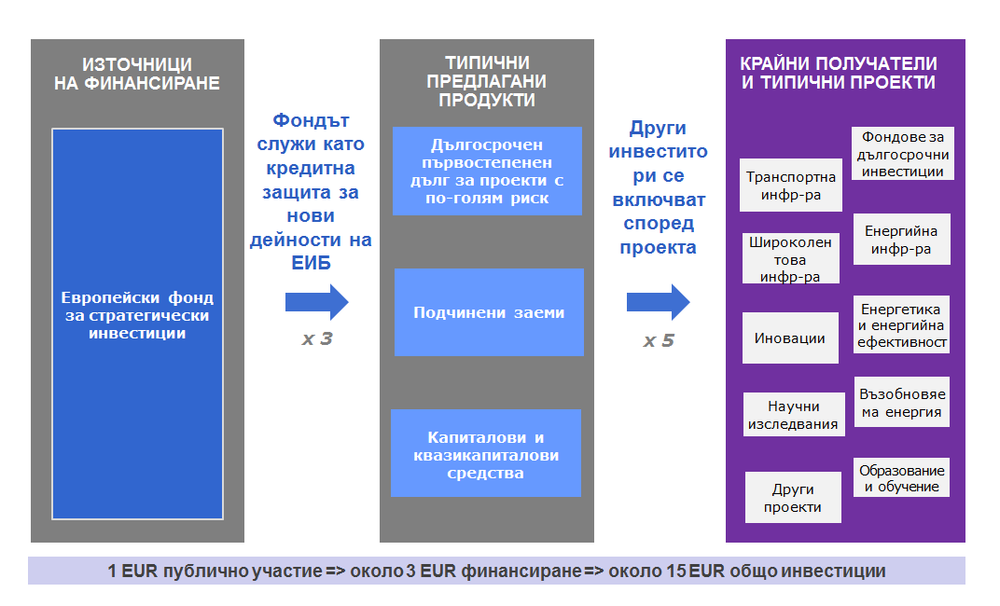 ИЗТОЧНИЦИ
НА ФИНАНСИРАНЕ
Европейски фонд
за стратегически
инвестиции
Фондът
служи като
кредитна
защита за
нови
дейности на
ЕИБ
x 3
ТИПИЧНИ
ПРЕДЛАГАНИ
ПРОДУКТИ
Дългосрочен
първостепенен
дълг за проекти с
по-голям риск
Подчинени заеми
Капиталови и
квазикапиталови
средства
Други
инвестито
ри се
включват
според
проекта
x 5
КРАЙНИ ПОЛУЧАТЕЛИ
И ТИПИЧНИ ПРОЕКТИ
Фондове за
дългосрочни
инвестиции
Транспортна
инфр-ра
Енергийна
инфр-ра
Широколен
това
инфр-ра
Енергетика
и енергийна
ефективност
Иновации
Възобновяе
ма енергия
Научни
изследвания
Образование
и обучение
Други
проекти
1 EUR публично участие => около 3 EUR финансиране => около 15 EUR общо инвестиции